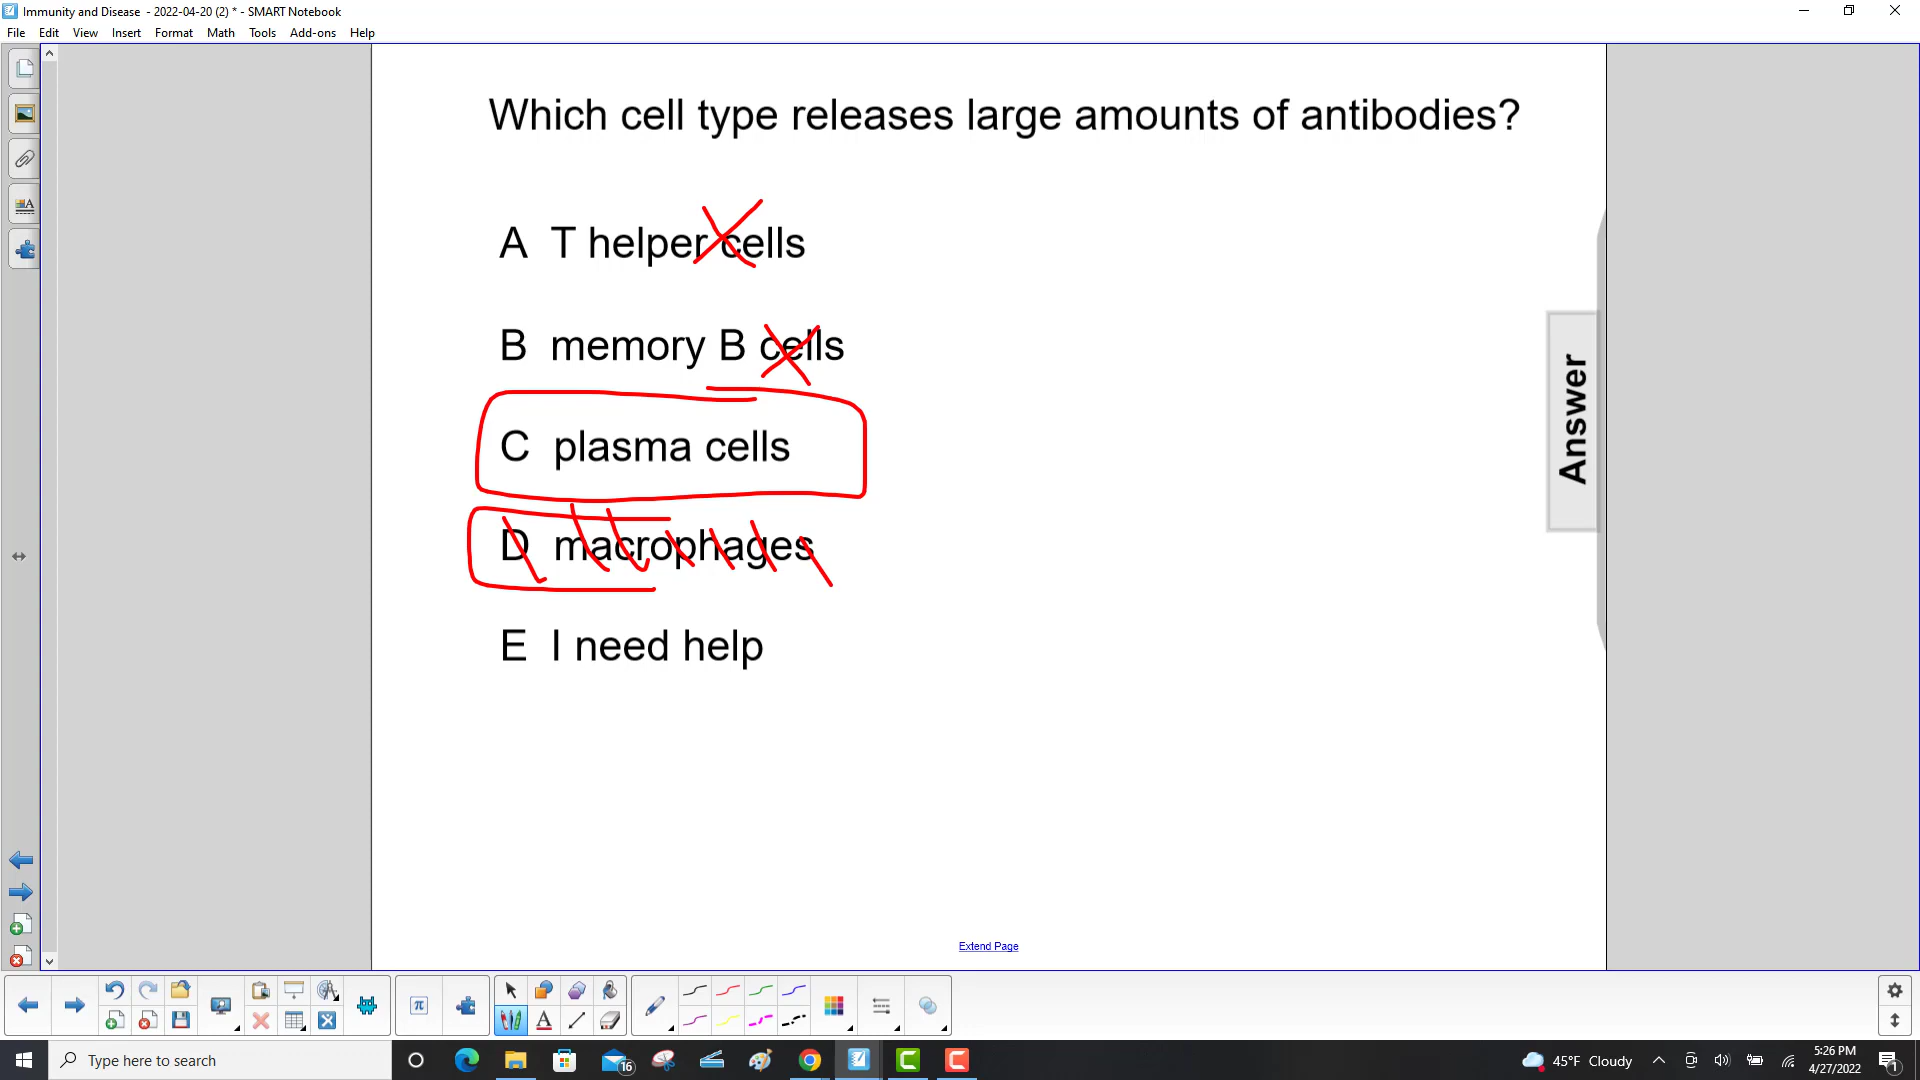 Immunity and Disease - 2022-04-20 (2) * - SMART Notebook
File Edit View Insert Format Math Tools Add-ons Help
Which cell type releases large amounts of antibodies?
A T helper cells
B memory B cells
C plasma cells
D macrophages
E I need help
Answer
Extend Page
π
A
Type here to search
16
45°F Cloudy
5:26 PM
4/27/2022
1